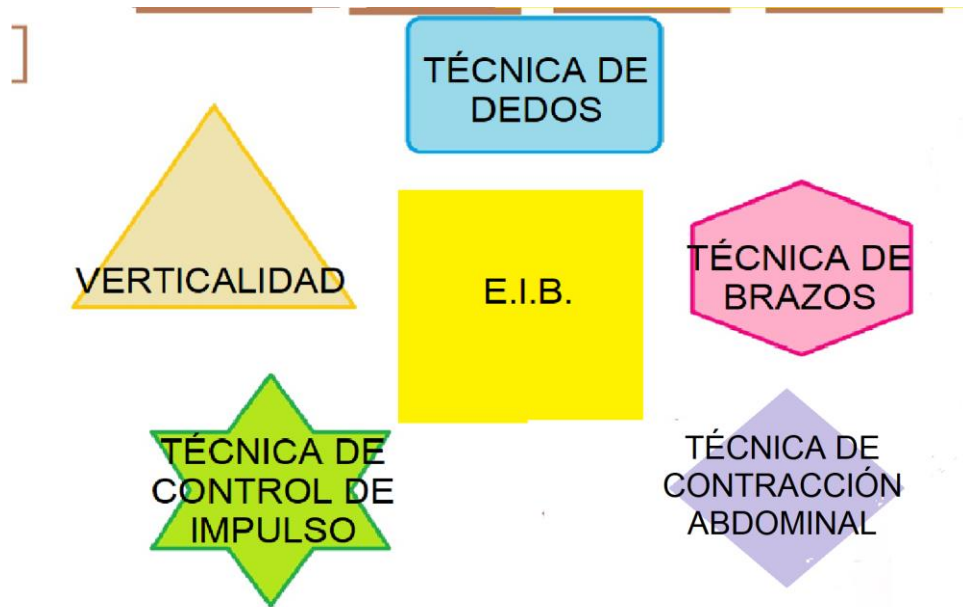 TÉCNICA DE
DEDOS
VERTICALIDAD
E.I.B.
TÉCNICA DE
BRAZOS
TÉCNICA DE
CONTROL DE
IMPULSO
TÉCNICA DE
CONTRACCIÓN
ABDOMINAL